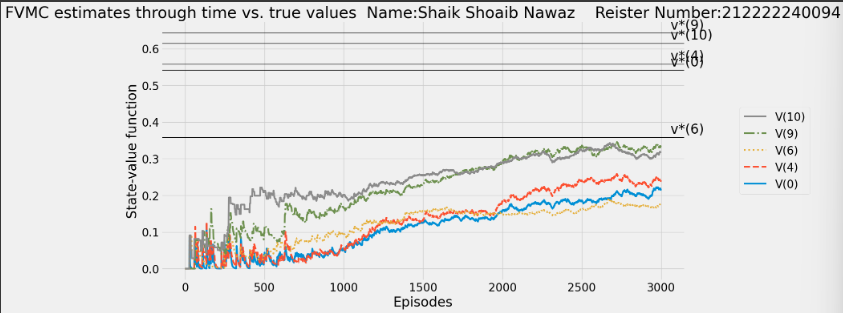 FVMC estimates through time vs. true values Name:Shaik Shoaib Nawaz Reister Number:212222240094
v*(9)
v*(10)
0.6
v*(4)
v*(0)
0.5
0.4
v*(6)
0.3
0.2
0.1
0.0
State-value function
0 500 1000 1500 2000 2500 3000
Episodes
V(10)
V(9)
V(6)
V(4)
V(0)